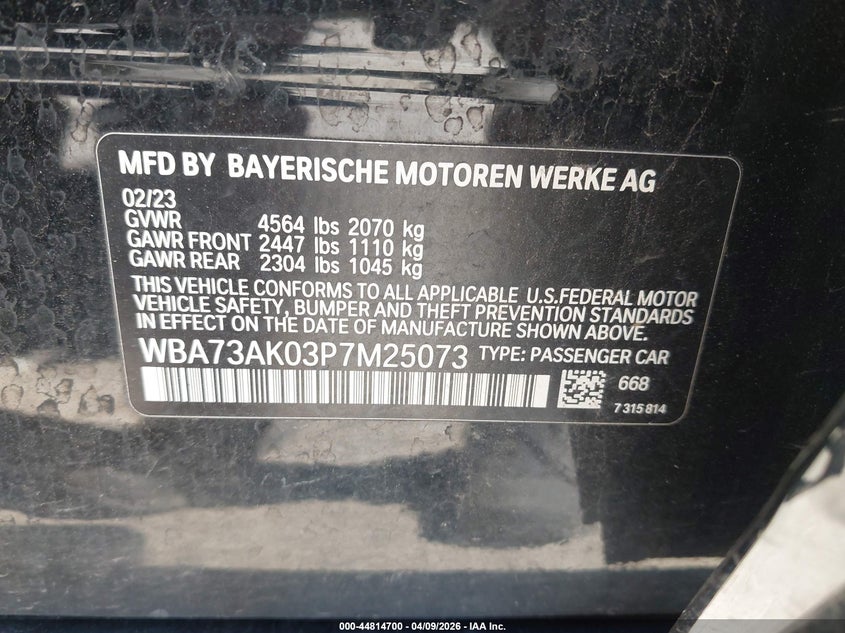 MFD BY BAYERISCHE MOTOREN WERKE AG
02/23
GVWR 4564 lbs 2070 kg
GAWR FRONT 2447 lbs 1110 kg
GAWR REAR 2304 lbs 1045 kg
THIS VEHICLE CONFORMS TO ALL APPLICABLE U.S.FEDERAL MOTOR
VEHICLE SAFETY, BUMPER AND THEFT PREVENTION STANDARDS
IN EFFECT ON THE DATE OF MANUFACTURE SHOWN ABOVE.
WBA73AK03P7M25073 TYPE: PASSENGER CAR
668
7 315 814
000-44814700 - 04/09/2026 - IAA Inc.